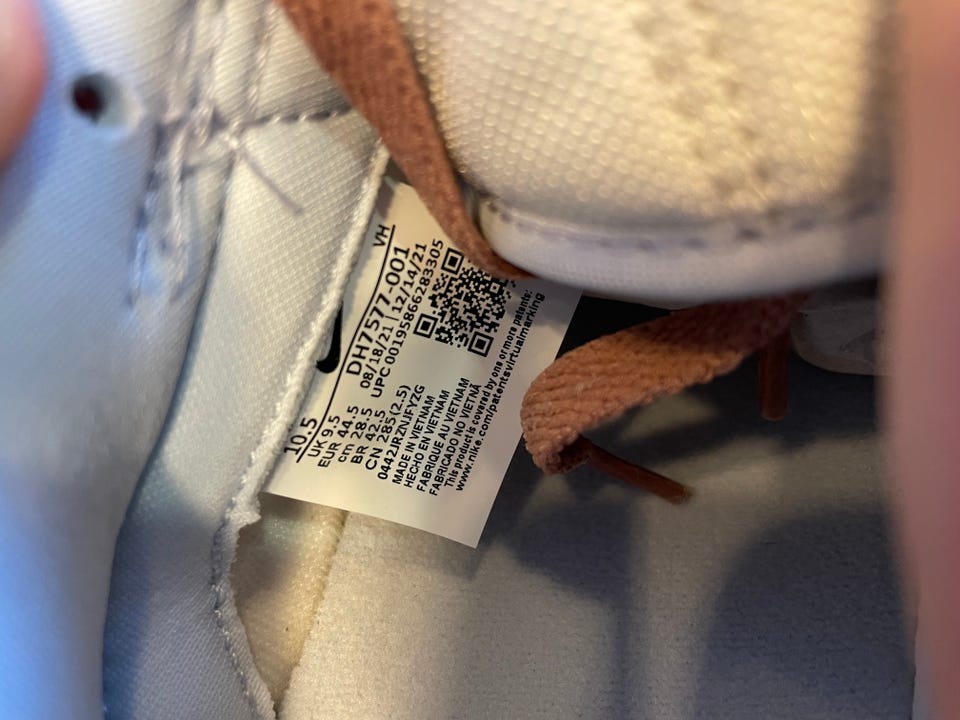 10.5
UK 9.5
EUR 44.5
cm 28.5
BR 42.5
CN 285(2.5)
VH
DH7577-001
08/18/21 | 12/14/21
UPC 00195866283305
0442JRZNJFYZG
MADE IN VIETNAM
HECHO EN VIETNAM
FABRIQUE AU VIETNAM
FABRICADO NO VIETNÃ
This product is covered by one or more patents:
www.nike.com/patentsvirtualmarking